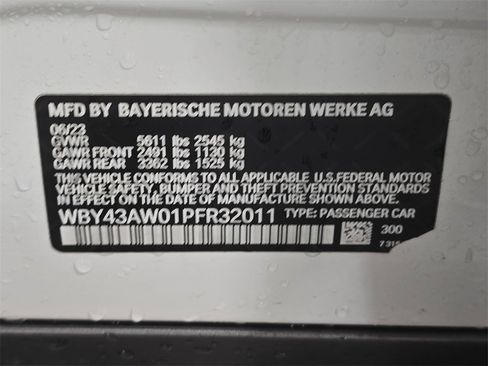 MFD BY BAYERISCHE MOTOREN WERKE AG
06/23
GVWR 5611 lbs 2545 kg
GAWR FRONT 2491 lbs 1130 kg
GAWR REAR 3362 lbs 1525 kg
THIS VEHICLE CONFORMS TO ALL APPLICABLE U.S.FEDERAL MOTOR
VEHICLE SAFETY, BUMPER AND THEFT PREVENTION STANDARDS IN
EFFECT ON THE DATE OF MANUFACTURE SHOWN ABOVE.
WBY43AW01PFR32011 TYPE: PASSENGER CAR
300
7 315